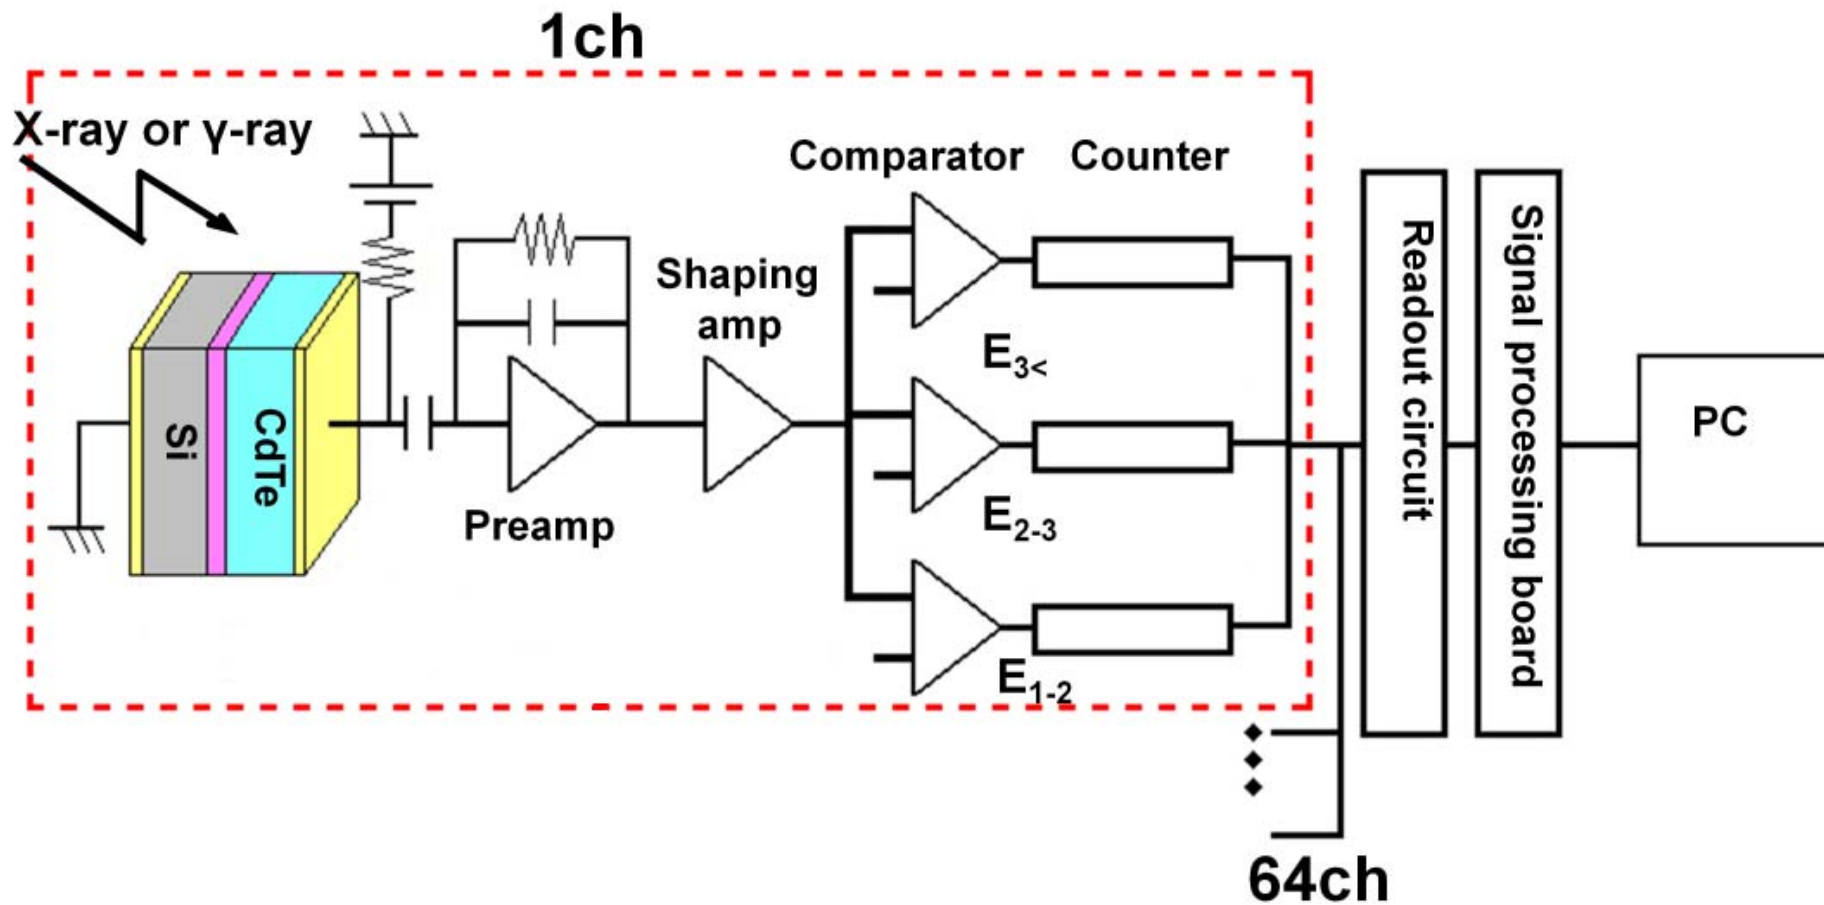 1ch
X-ray or γ-ray
Comparator
Counter
Shaping
amp
Si
CdTe
Preamp
E3<
E2-3
E1-2
Readout circuit
Signal processing board
PC
64ch